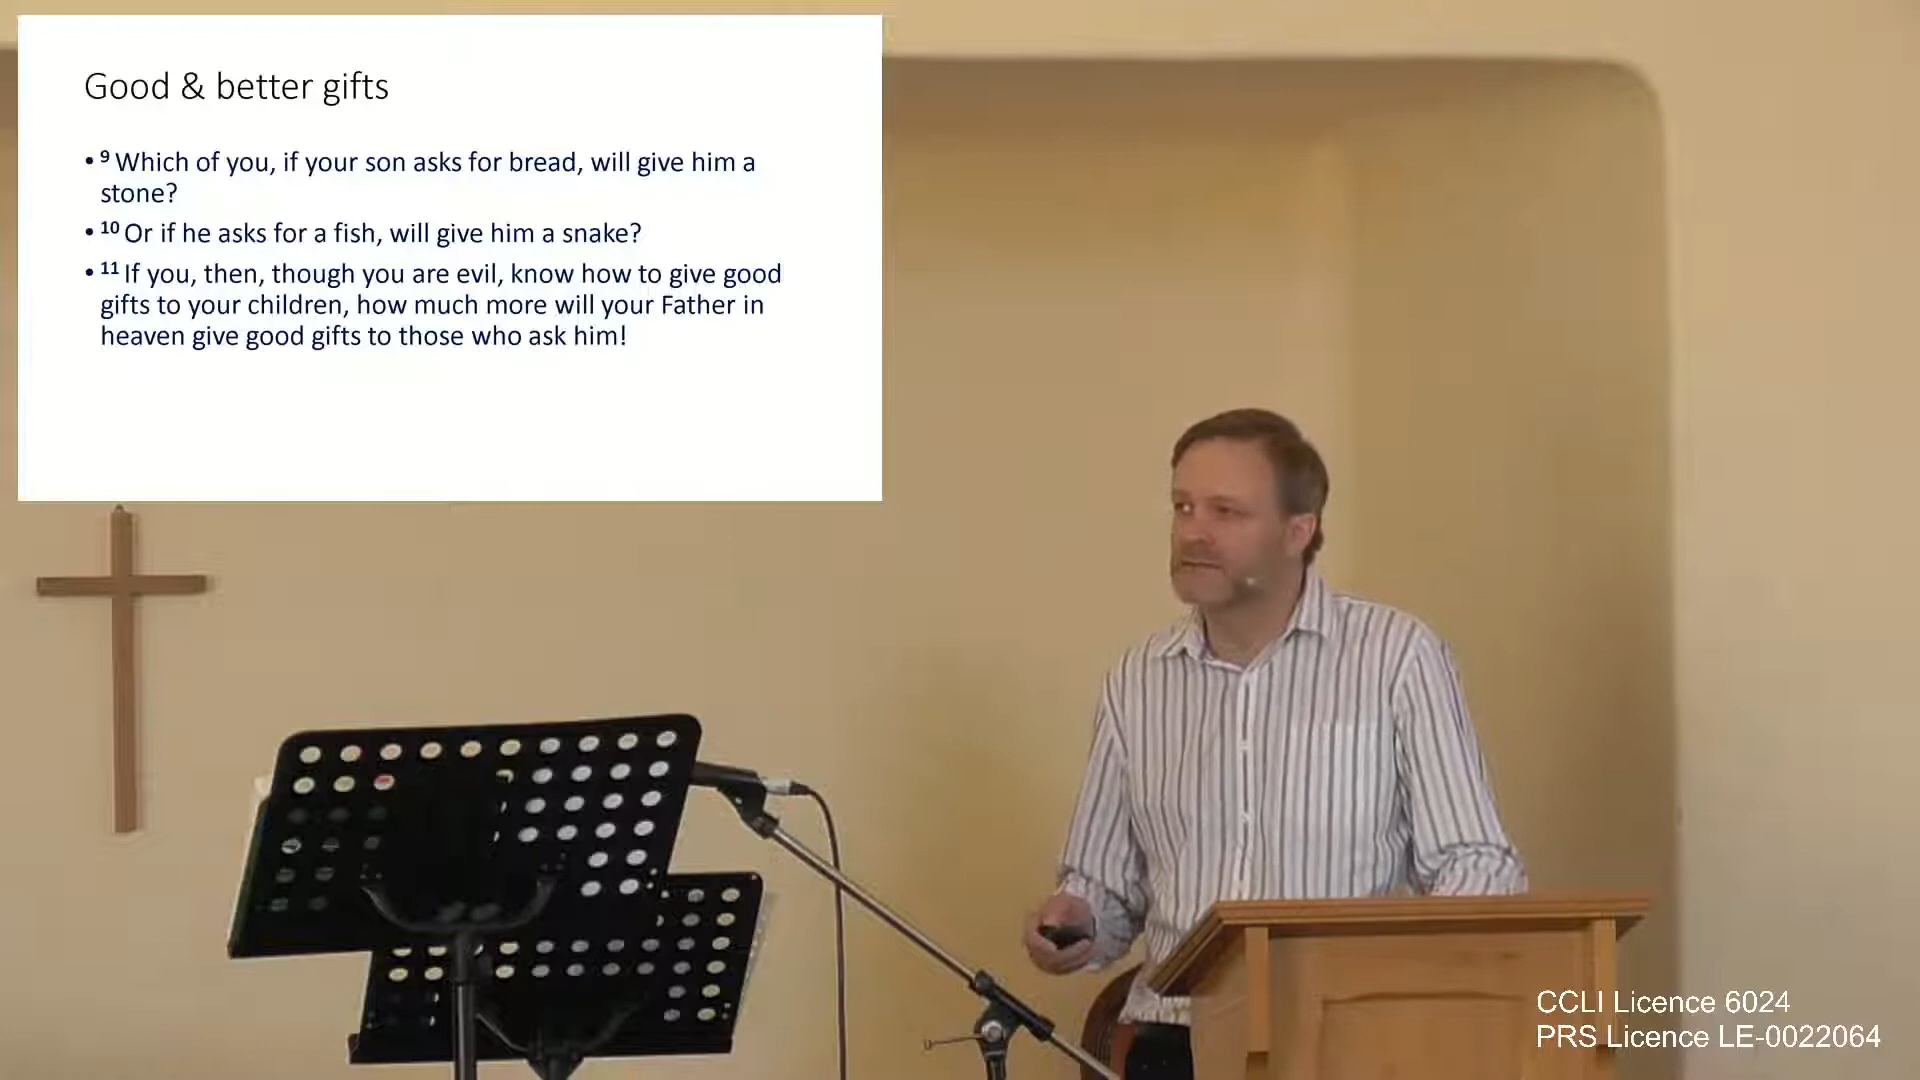 Good & better gifts
• ⁹ Which of you, if your son asks for bread, will give him a
stone?
• ¹⁰ Or if he asks for a fish, will give him a snake?
• ¹¹ If you, then, though you are evil, know how to give good
gifts to your children, how much more will your Father in
heaven give good gifts to those who ask him!
CCLI Licence 6024
PRS Licence LE-0022064